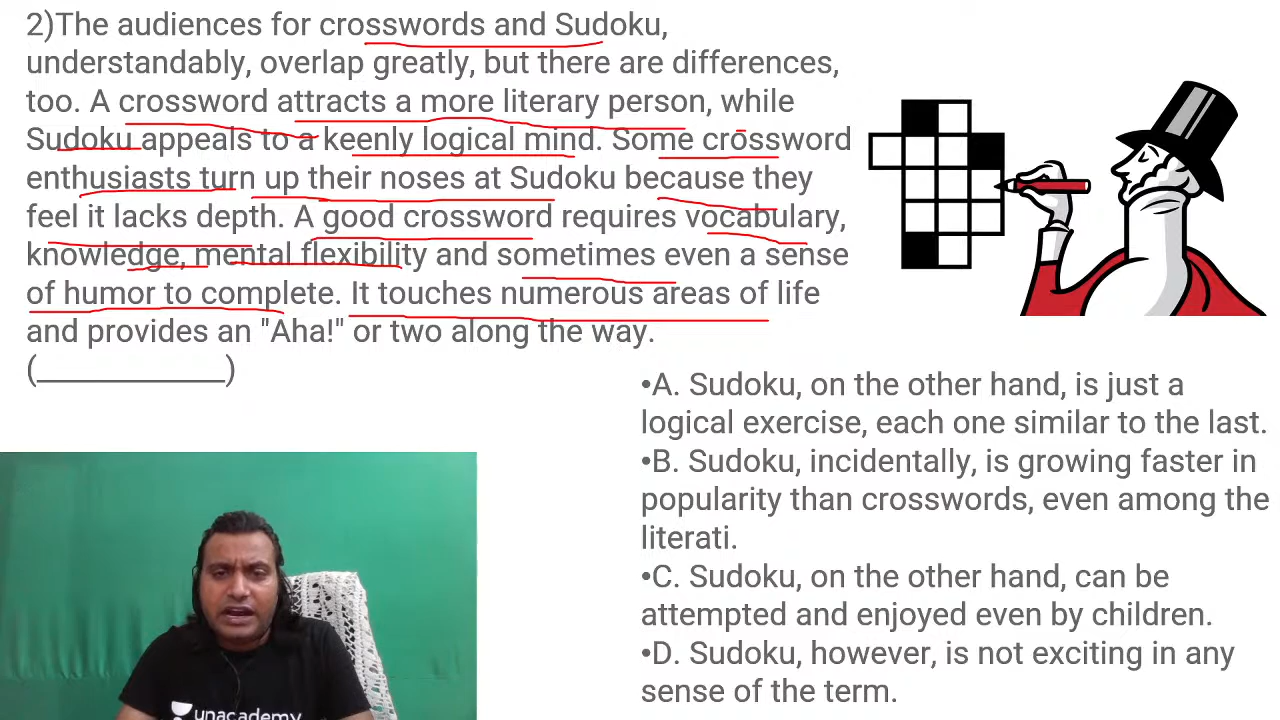 2)The audiences for crosswords and Sudoku,
understandably, overlap greatly, but there are differences,
too. A crossword attracts a more literary person, while
Sudoku appeals to a keenly logical mind. Some crossword
enthusiasts turn up their noses at Sudoku because they
feel it lacks depth. A good crossword requires vocabulary,
knowledge, mental flexibility and sometimes even a sense
of humor to complete. It touches numerous areas of life
and provides an "Aha!" or two along the way.
(___________)
•A. Sudoku, on the other hand, is just a
logical exercise, each one similar to the last.
•B. Sudoku, incidentally, is growing faster in
popularity than crosswords, even among the
literati.
•C. Sudoku, on the other hand, can be
attempted and enjoyed even by children.
•D. Sudoku, however, is not exciting in any
sense of the term.
unacademy